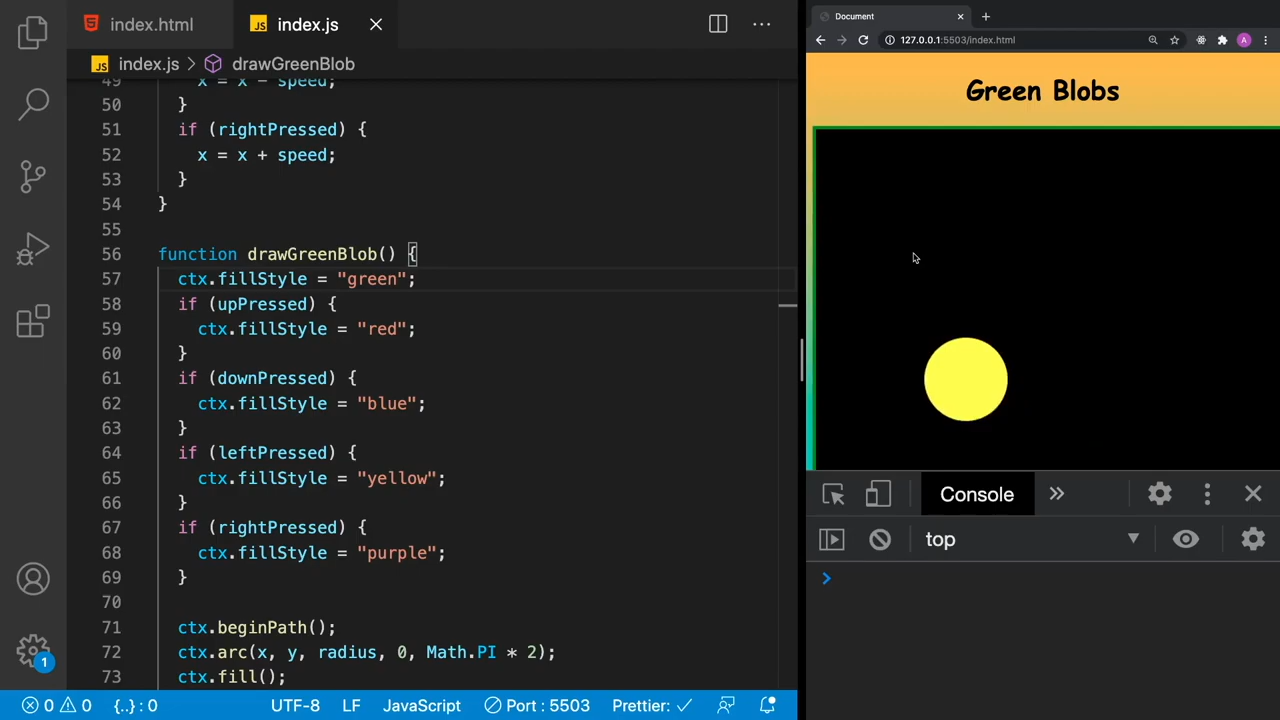 index.html
index.js
index.js > drawGreenBlob
49 x = x - speed;
50 }
51 if (rightPressed) {
52 x = x + speed;
53 }
54 }
55
56 function drawGreenBlob() {
57 ctx.fillStyle = "green";
58 if (upPressed) {
59 ctx.fillStyle = "red";
60 }
61 if (downPressed) {
62 ctx.fillStyle = "blue";
63 }
64 if (leftPressed) {
65 ctx.fillStyle = "yellow";
66 }
67 if (rightPressed) {
68 ctx.fillStyle = "purple";
69 }
70
71 ctx.beginPath();
72 ctx.arc(x, y, radius, 0, Math.PI * 2);
73 ctx.fill();
1
0 0 {..} : 0 UTF-8 LF JavaScript Port : 5503 Prettier: ✓
Document
127.0.0.1:5503/index.html
A
Green Blobs
Console
top